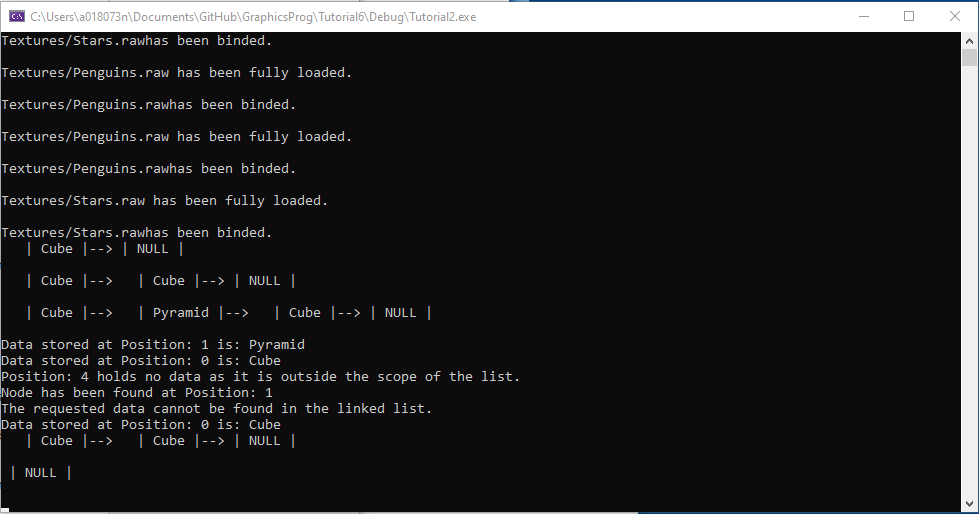 C:\Users\a018073n\Documents\GitHub\GraphicsProg\Tutorial6\Debug\Tutorial2.exe
Textures/Stars.rawhas been binded.
Textures/Penguins.raw has been fully loaded.
Textures/Penguins.rawhas been binded.
Textures/Penguins.raw has been fully loaded.
Textures/Penguins.rawhas been binded.
Textures/Stars.raw has been fully loaded.
Textures/Stars.rawhas been binded.
| Cube |--> | NULL |
| Cube |-->   | Cube |--> | NULL |
| Cube |-->   | Pyramid |-->   | Cube |--> | NULL |
Data stored at Position: 1 is: Pyramid
Data stored at Position: 0 is: Cube
Position: 4 holds no data as it is outside the scope of the list.
Node has been found at Position: 1
The requested data cannot be found in the linked list.
Data stored at Position: 0 is: Cube
| Cube |-->   | Cube |--> | NULL |
| NULL |